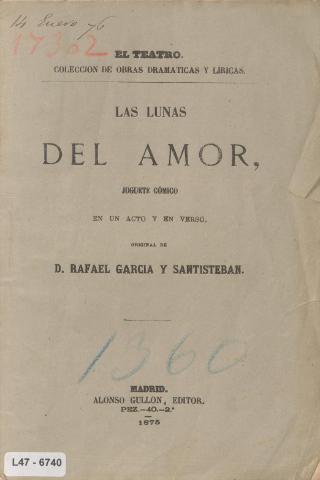 14 Enero 76
17302
EL TEATRO.
COLECCION DE OBRAS DRAMATICAS Y LÍRICAS.
LAS LUNAS
DEL AMOR,
JUGUETE CÓMICO
EN UN ACTO Y EN VERSO,
ORIGINAL DE
D. RAFAEL GARCIA Y SANTISTEBAN.
1360
MADRID.
ALONSO GULLON, EDITOR.
PEZ.—40.—2.º
1875
L47 - 6740